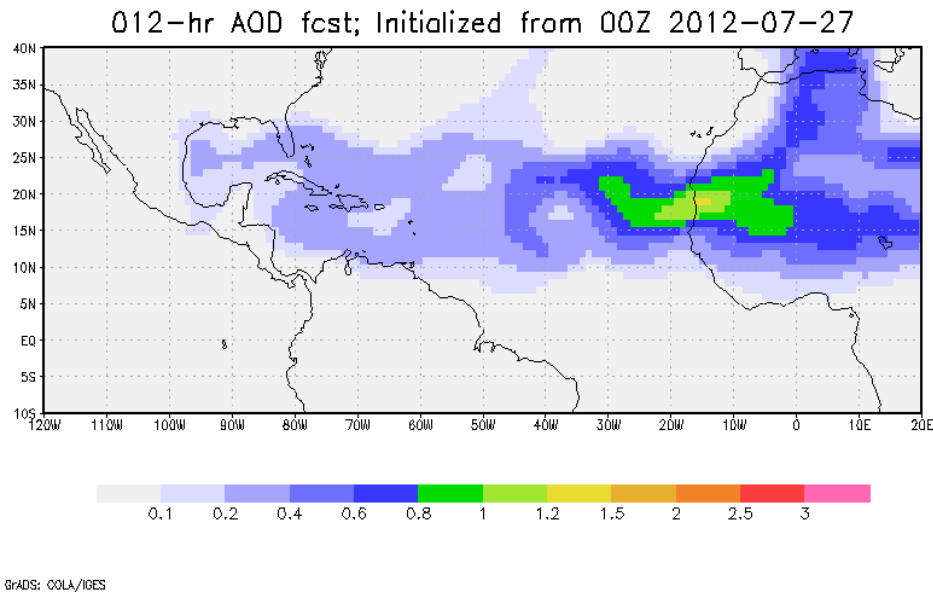 012-hr AOD fcst; Initialized from 00Z 2012-07-27
40N
35N
30N
25N
20N
15N
10N
5N
EQ
5S
10S
120W 110W 100W 90W 80W 70W 60W 50W 40W 30W 20W 10W 0 10E 20E
0.1 0.2 0.4 0.6 0.8 1 1.2 1.5 2 2.5 3
GrADS: COLA/IGES